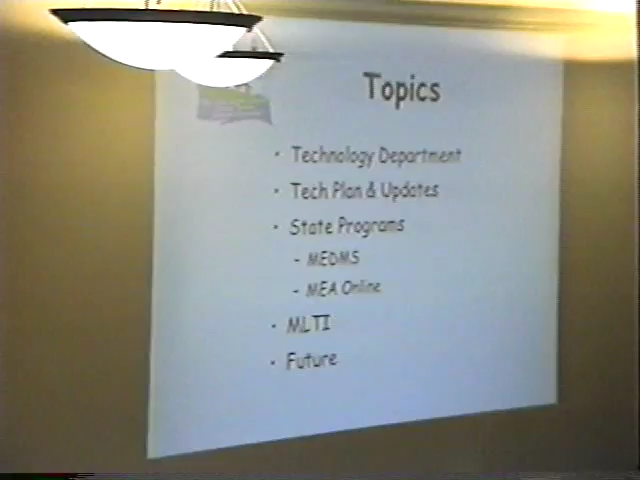 Topics
• Technology Department
• Tech Plan & Updates
• State Programs
– MEDMS
– MEA Online
• MLTI
• Future